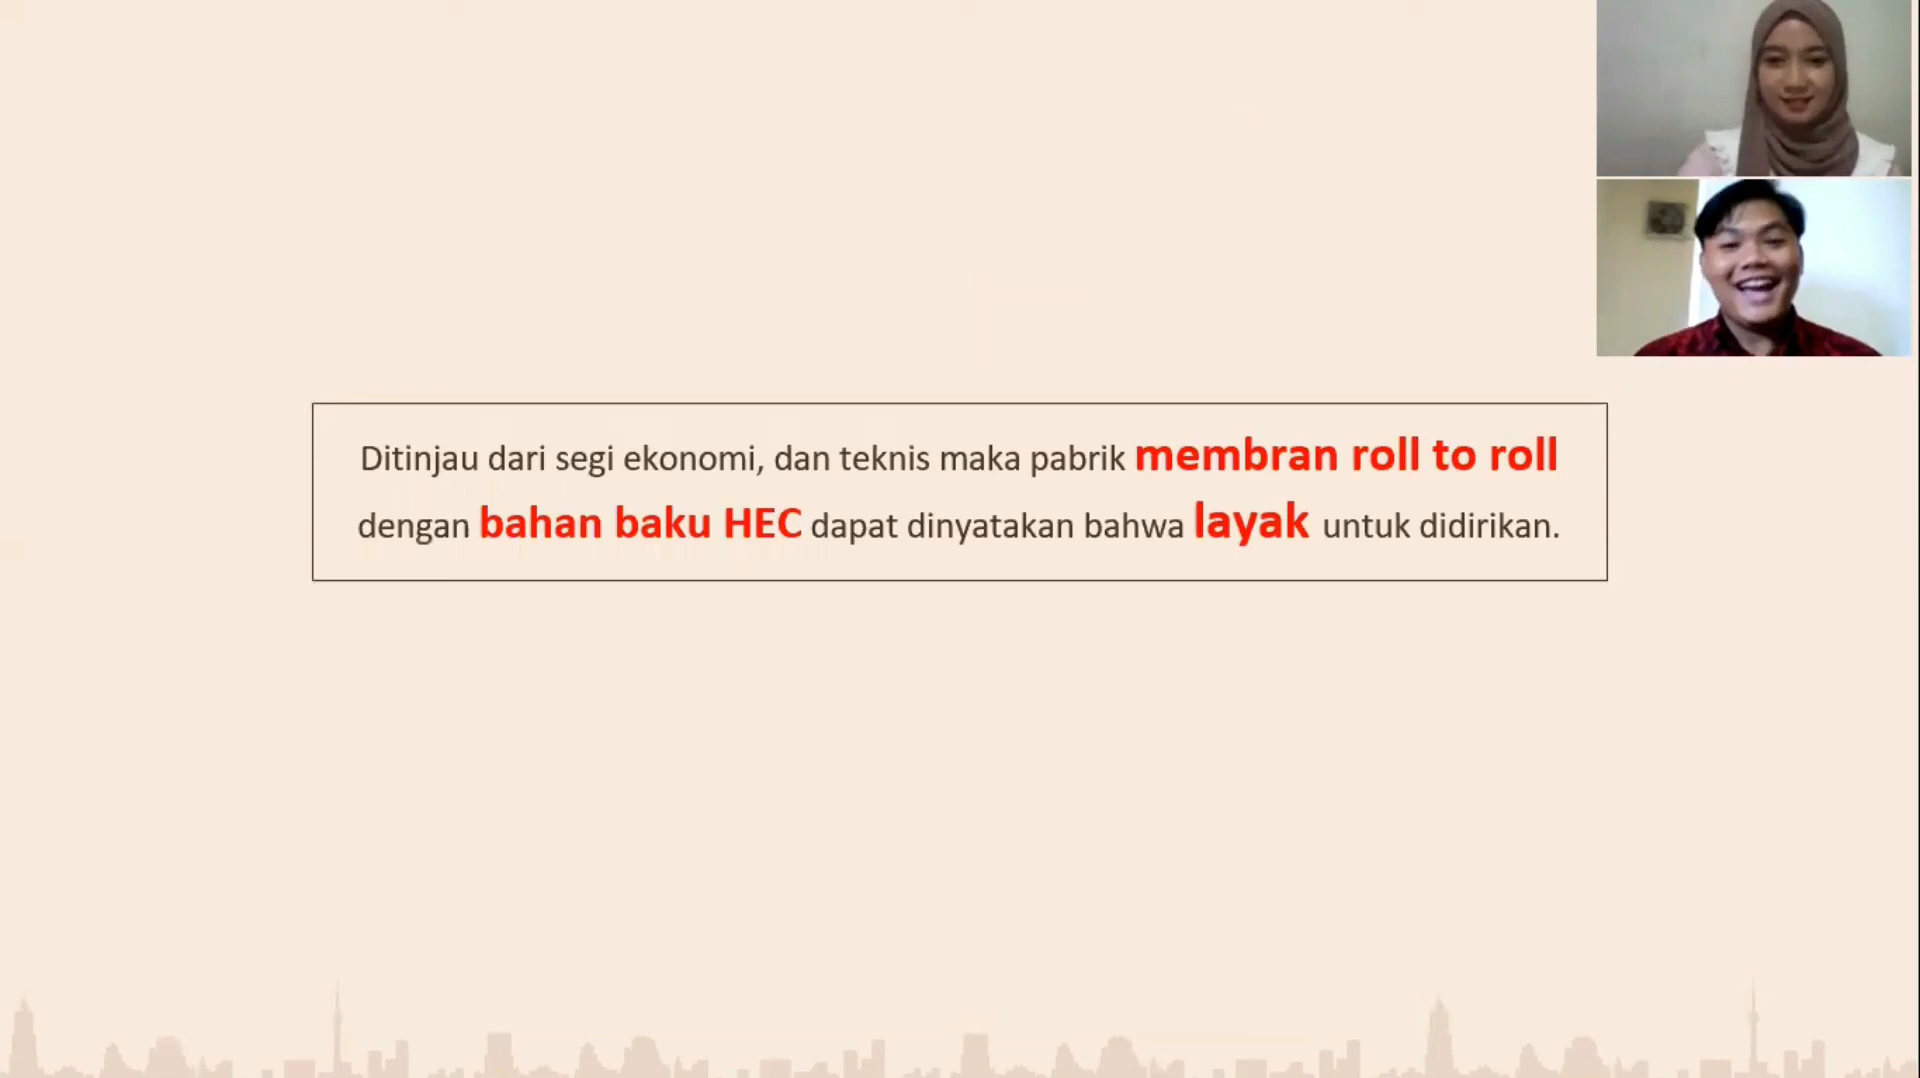 Ditinjau dari segi ekonomi, dan teknis maka pabrik membran roll to roll
dengan bahan baku HEC dapat dinyatakan bahwa layak untuk didirikan.